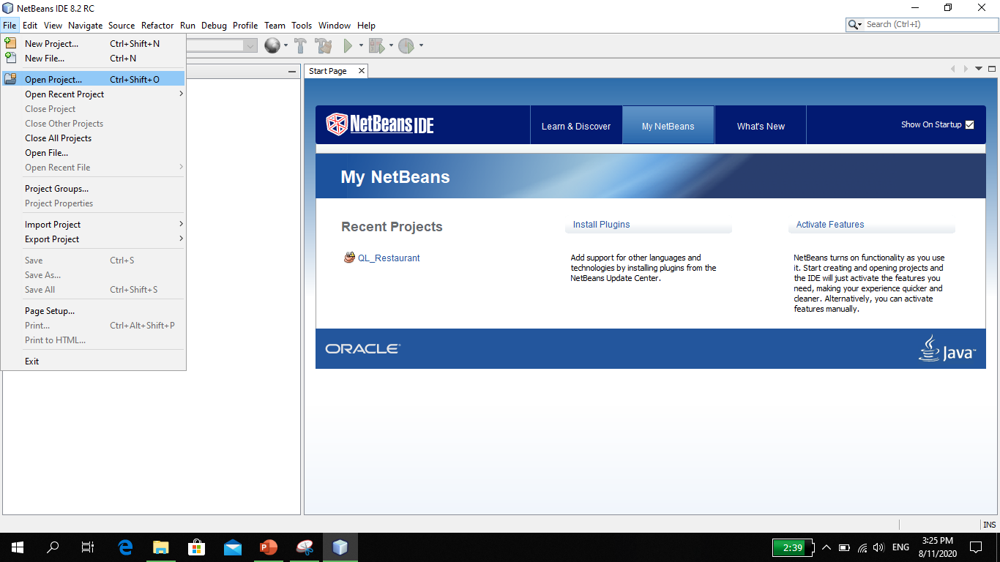 NetBeans IDE 8.2 RC
File Edit View Navigate Source Refactor Run Debug Profile Team Tools Window Help
Search (Ctrl+I)
New Project... Ctrl+Shift+N
New File... Ctrl+N
Open Project... Ctrl+Shift+O
Open Recent Project
Close Project
Close Other Projects
Close All Projects
Open File...
Open Recent File
Project Groups...
Project Properties
Import Project
Export Project
Save Ctrl+S
Save As...
Save All Ctrl+Shift+S
Page Setup...
Print... Ctrl+Alt+Shift+P
Print to HTML...
Exit
Start Page
NetBeans IDE
Learn & Discover
My NetBeans
What's New
Show On Startup
My NetBeans
Recent Projects
QL_Restaurant
Install Plugins
Add support for other languages and
technologies by installing plugins from the
NetBeans Update Center.
Activate Features
NetBeans turns on functionality as you use
it. Start creating and opening projects and
the IDE will just activate the features you
need, making your experience quicker and
cleaner. Alternatively, you can activate
features manually.
ORACLE
Java
INS
2:39
ENG
3:25 PM
8/11/2020